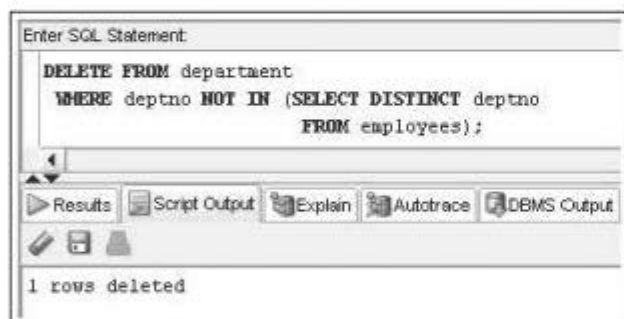 Enter SQL Statement:
DELETE FROM department
WHERE deptno NOT IN (SELECT DISTINCT deptno
FROM employees);
Results Script Output Explain Autotrace DBMS Output
1 rows deleted